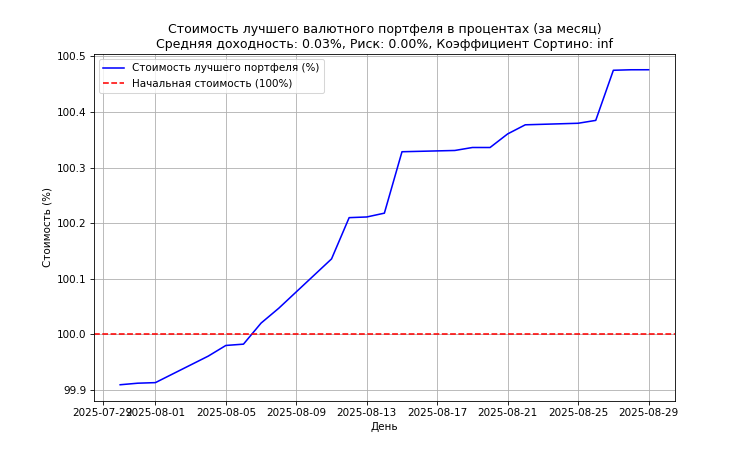 Стоимость лучшего валютного портфеля в процентах (за месяц)
Средняя доходность: 0.03%, Риск: 0.00%, Коэффициент Сортино: inf
Стоимость лучшего портфеля (%)
Начальная стоимость (100%)
Стоимость (%)
100.5
100.4
100.3
100.2
100.1
100.0
99.9
2025-07-29
2025-08-01
2025-08-05
2025-08-09
2025-08-13
2025-08-17
2025-08-21
2025-08-25
2025-08-29
День